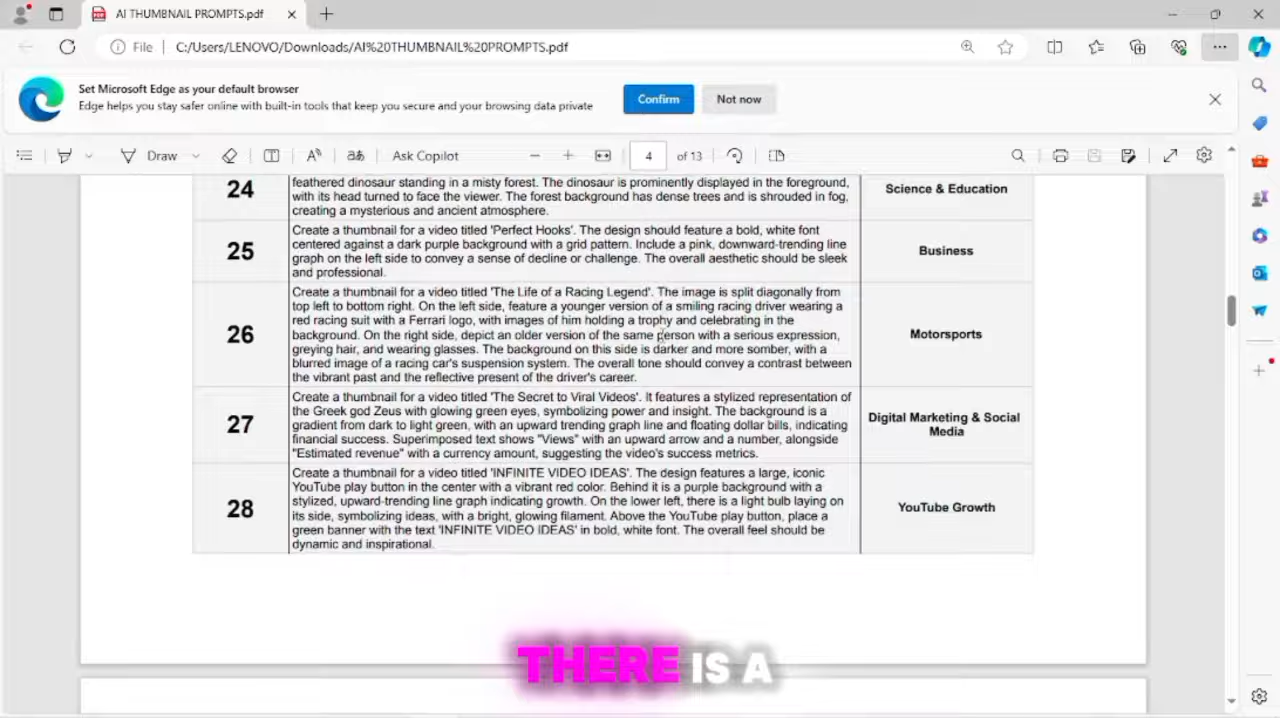 AI THUMBNAIL PROMPTS.pdf
File
C:/Users/LENOVO/Downloads/AI%20THUMBNAIL%20PROMPTS.pdf
Set Microsoft Edge as your default browser
Edge helps you stay safer online with built-in tools that keep you secure and your browsing data private
Confirm
Not now
Draw
Ask Copilot
4
of 13
24
feathered dinosaur standing in a misty forest. The dinosaur is prominently displayed in the foreground,
with its head turned to face the viewer. The forest background has dense trees and is shrouded in fog,
creating a mysterious and ancient atmosphere.
Science & Education
25
Create a thumbnail for a video titled 'Perfect Hooks'. The design should feature a bold, white font
centered against a dark purple background with a grid pattern. Include a pink, downward-trending line
graph on the left side to convey a sense of decline or challenge. The overall aesthetic should be sleek
and professional.
Business
26
Create a thumbnail for a video titled 'The Life of a Racing Legend'. The image is split diagonally from
top left to bottom right. On the left side, feature a younger version of a smiling racing driver wearing a
red racing suit with a Ferrari logo, with images of him holding a trophy and celebrating in the
background. On the right side, depict an older version of the same person with a serious expression,
greying hair, and wearing glasses. The background on this side is darker and more somber, with a
blurred image of a racing car's suspension system. The overall tone should convey a contrast between
the vibrant past and the reflective present of the driver's career.
Motorsports
27
Create a thumbnail for a video titled 'The Secret to Viral Videos'. It features a stylized representation of
the Greek god Zeus with glowing green eyes, symbolizing power and insight. The background is a
gradient from dark to light green, with an upward trending graph line and floating dollar bills, indicating
financial success. Superimposed text shows "Views" with an upward arrow and a number, alongside
"Estimated revenue" with a currency amount, suggesting the video's success metrics.
Digital Marketing & Social
Media
28
Create a thumbnail for a video titled 'INFINITE VIDEO IDEAS'. The design features a large, iconic
YouTube play button in the center with a vibrant red color. Behind it is a purple background with a
stylized, upward-trending line graph indicating growth. On the lower left, there is a light bulb laying on
its side, symbolizing ideas, with a bright, glowing filament. Above the YouTube play button, place a
green banner with the text 'INFINITE VIDEO IDEAS' in bold, white font. The overall feel should be
dynamic and inspirational.
YouTube Growth
THERE IS A